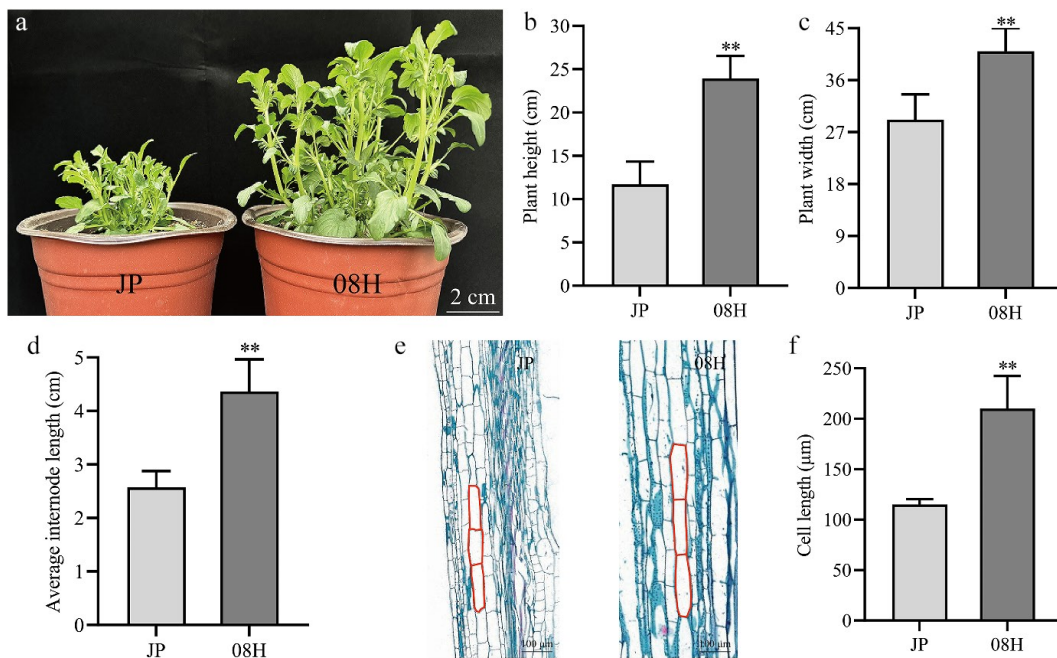 a
JP
08H
2 cm
b
Plant height (cm)
30
25
20
15
10
5
0
**
JP
08H
c
Plant width (cm)
45
36
27
18
9
0
**
JP
08H
d
Average internode length (cm)
5
4
3
2
1
0
**
JP
08H
e
JP
100 μm
08H
100 μm
f
Cell length (μm)
250
200
150
100
50
0
**
JP
08H